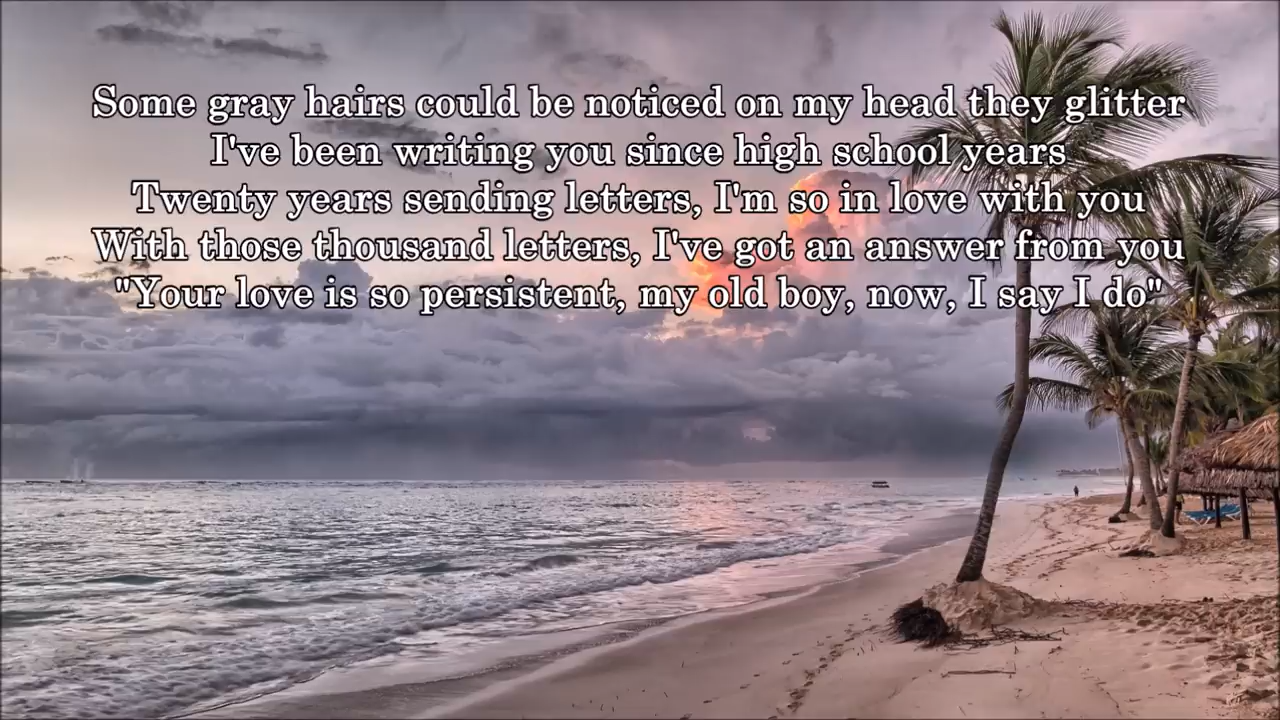 Some gray hairs could be noticed on my head they glitter
I've been writing you since high school years
Twenty years sending letters, I'm so in love with you
With those thousand letters, I've got an answer from you
"Your love is so persistent, my old boy, now, I say I do"